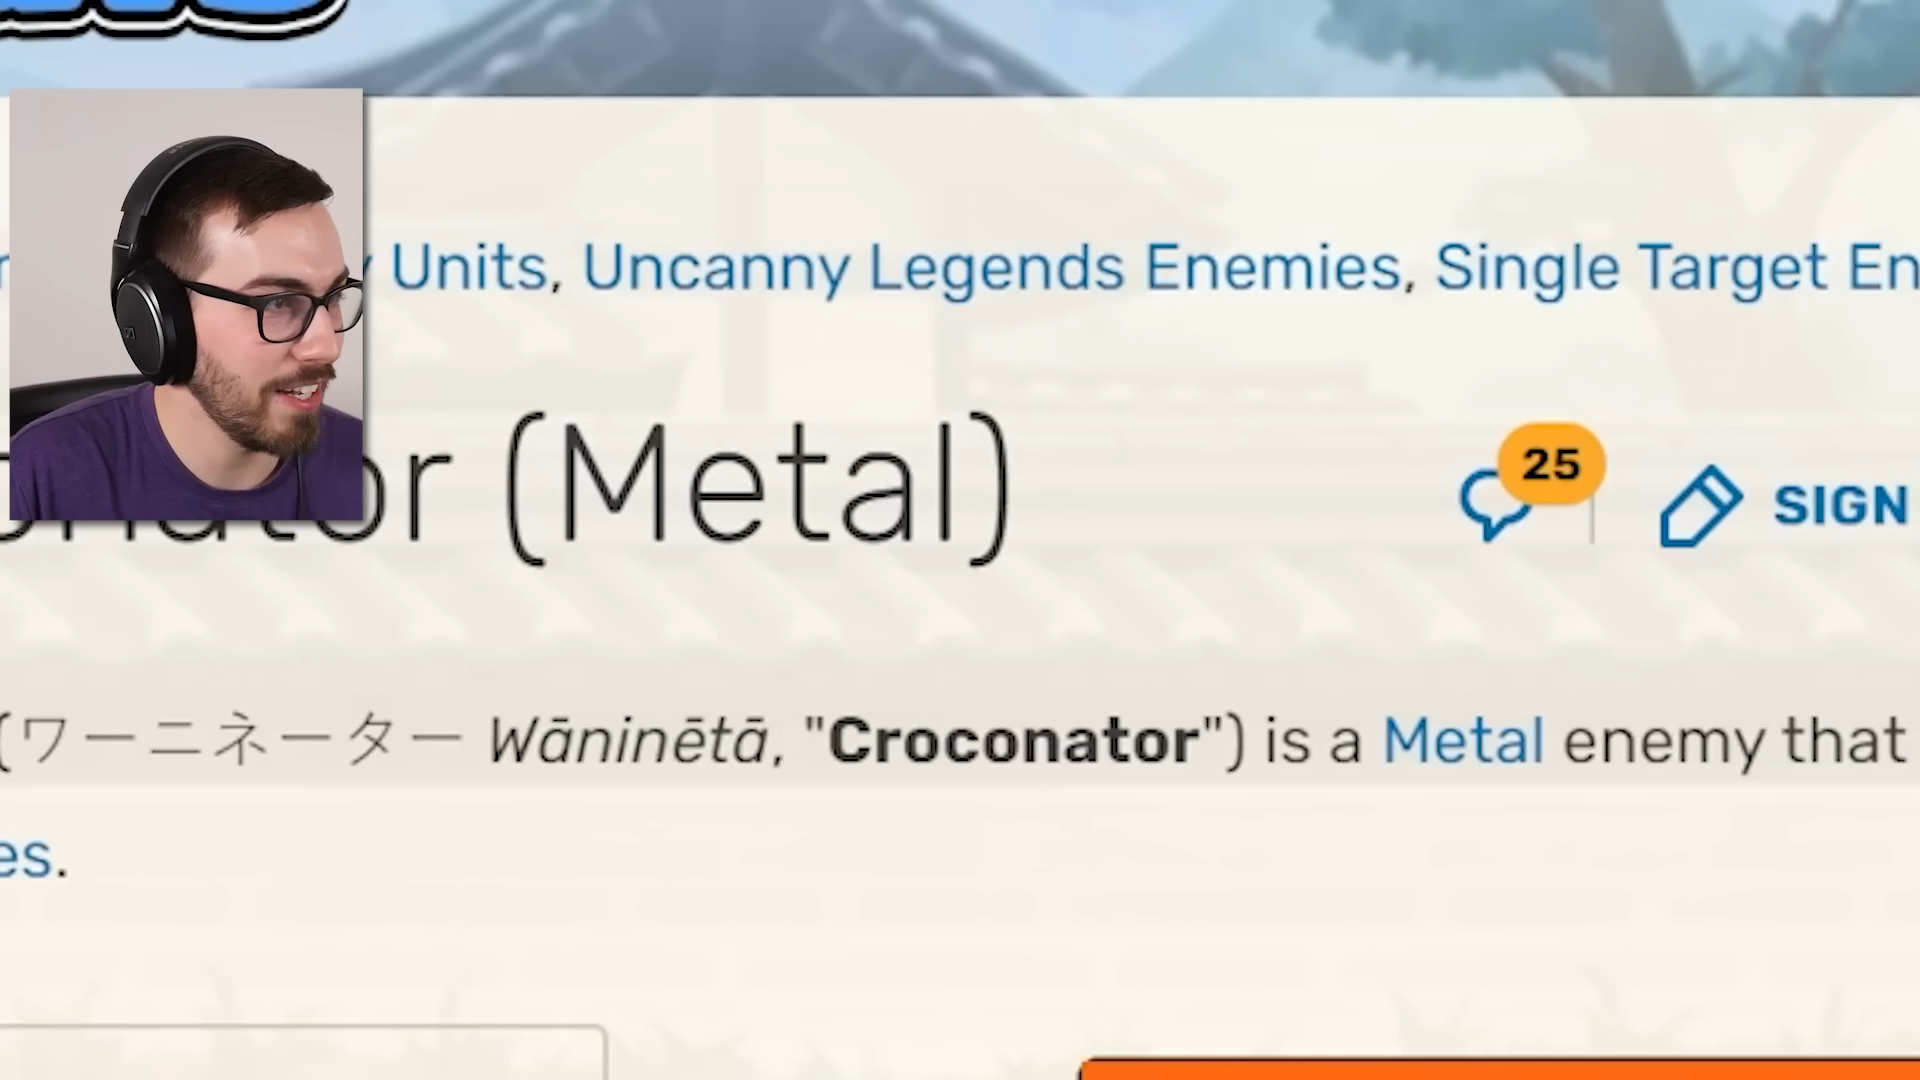 Units, Uncanny Legends Enemies, Single Target En
or (Metal)
25
SIGN
(ワーニネーター Wāninētā, "Croconator") is a Metal enemy that
es.